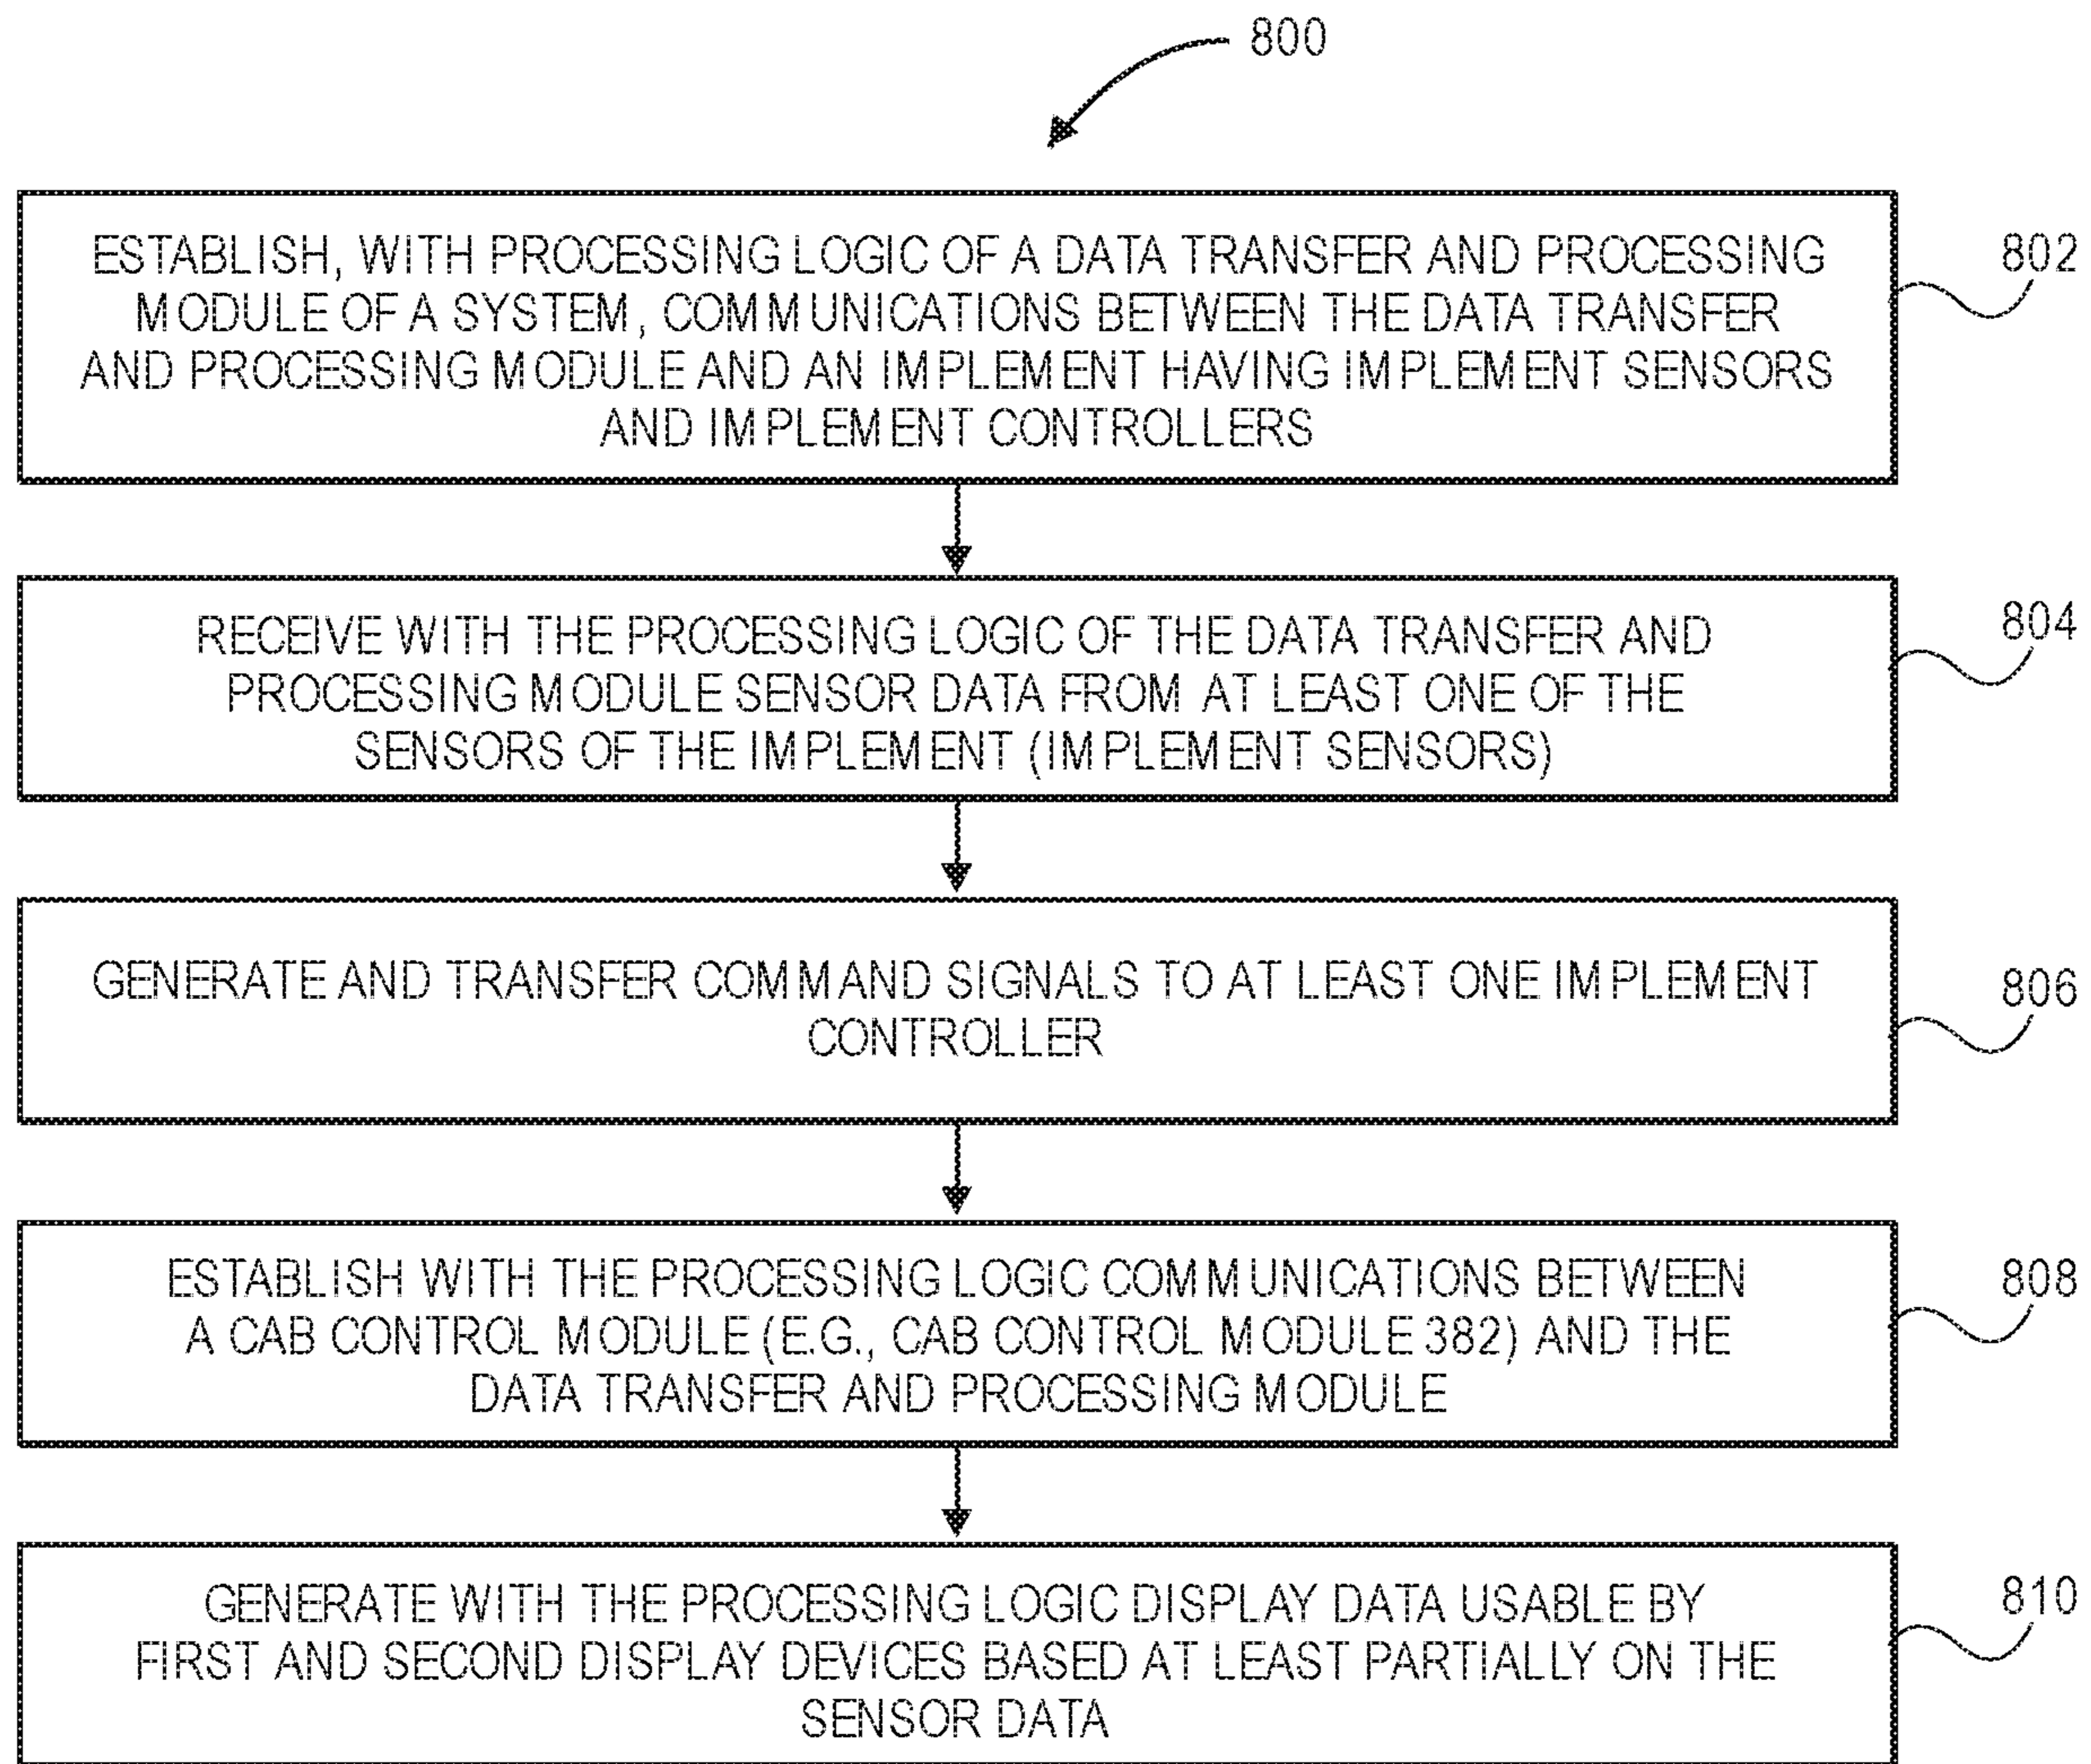 800
ESTABLISH, WITH PROCESSING LOGIC OF A DATA TRANSFER AND PROCESSING
MODULE OF A SYSTEM, COMMUNICATIONS BETWEEN THE DATA TRANSFER
AND PROCESSING MODULE AND AN IMPLEMENT HAVING IMPLEMENT SENSORS
AND IMPLEMENT CONTROLLERS
802
RECEIVE WITH THE PROCESSING LOGIC OF THE DATA TRANSFER AND
PROCESSING MODULE SENSOR DATA FROM AT LEAST ONE OF THE
SENSORS OF THE IMPLEMENT (IMPLEMENT SENSORS)
804
GENERATE AND TRANSFER COMMAND SIGNALS TO AT LEAST ONE IMPLEMENT
CONTROLLER
806
ESTABLISH WITH THE PROCESSING LOGIC COMMUNICATIONS BETWEEN
A CAB CONTROL MODULE (E.G., CAB CONTROL MODULE 382) AND THE
DATA TRANSFER AND PROCESSING MODULE
808
GENERATE WITH THE PROCESSING LOGIC DISPLAY DATA USABLE BY
FIRST AND SECOND DISPLAY DEVICES BASED AT LEAST PARTIALLY ON THE
SENSOR DATA
810